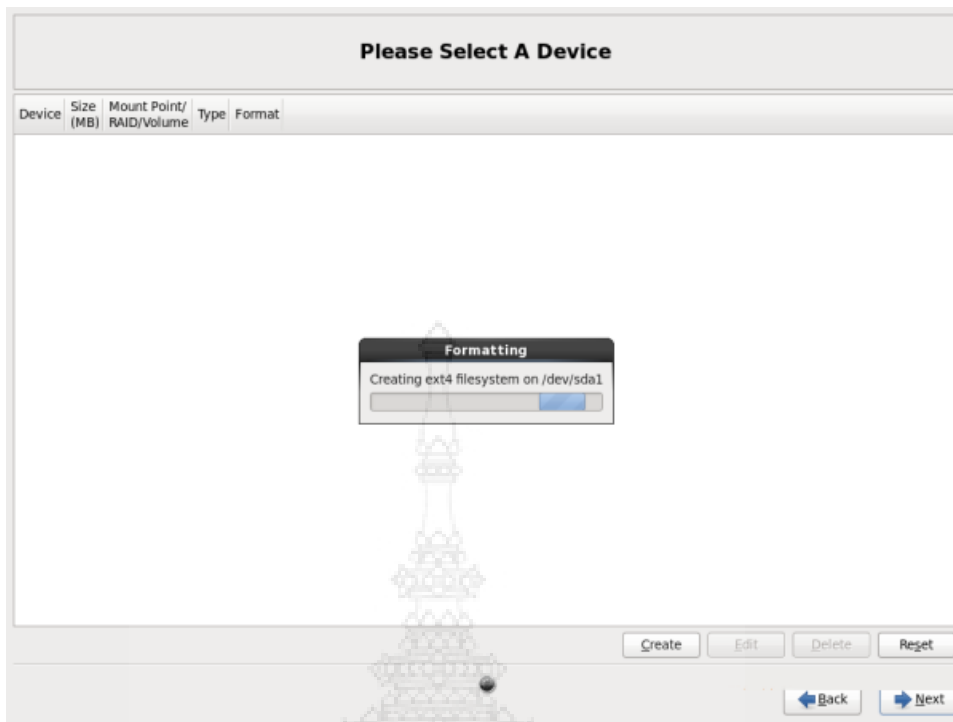 Please Select A Device
Device Size (MB) Mount Point/ RAID/Volume Type Format
Formatting
Creating ext4 filesystem on /dev/sda1
Create Edit Delete Reset
Back Next